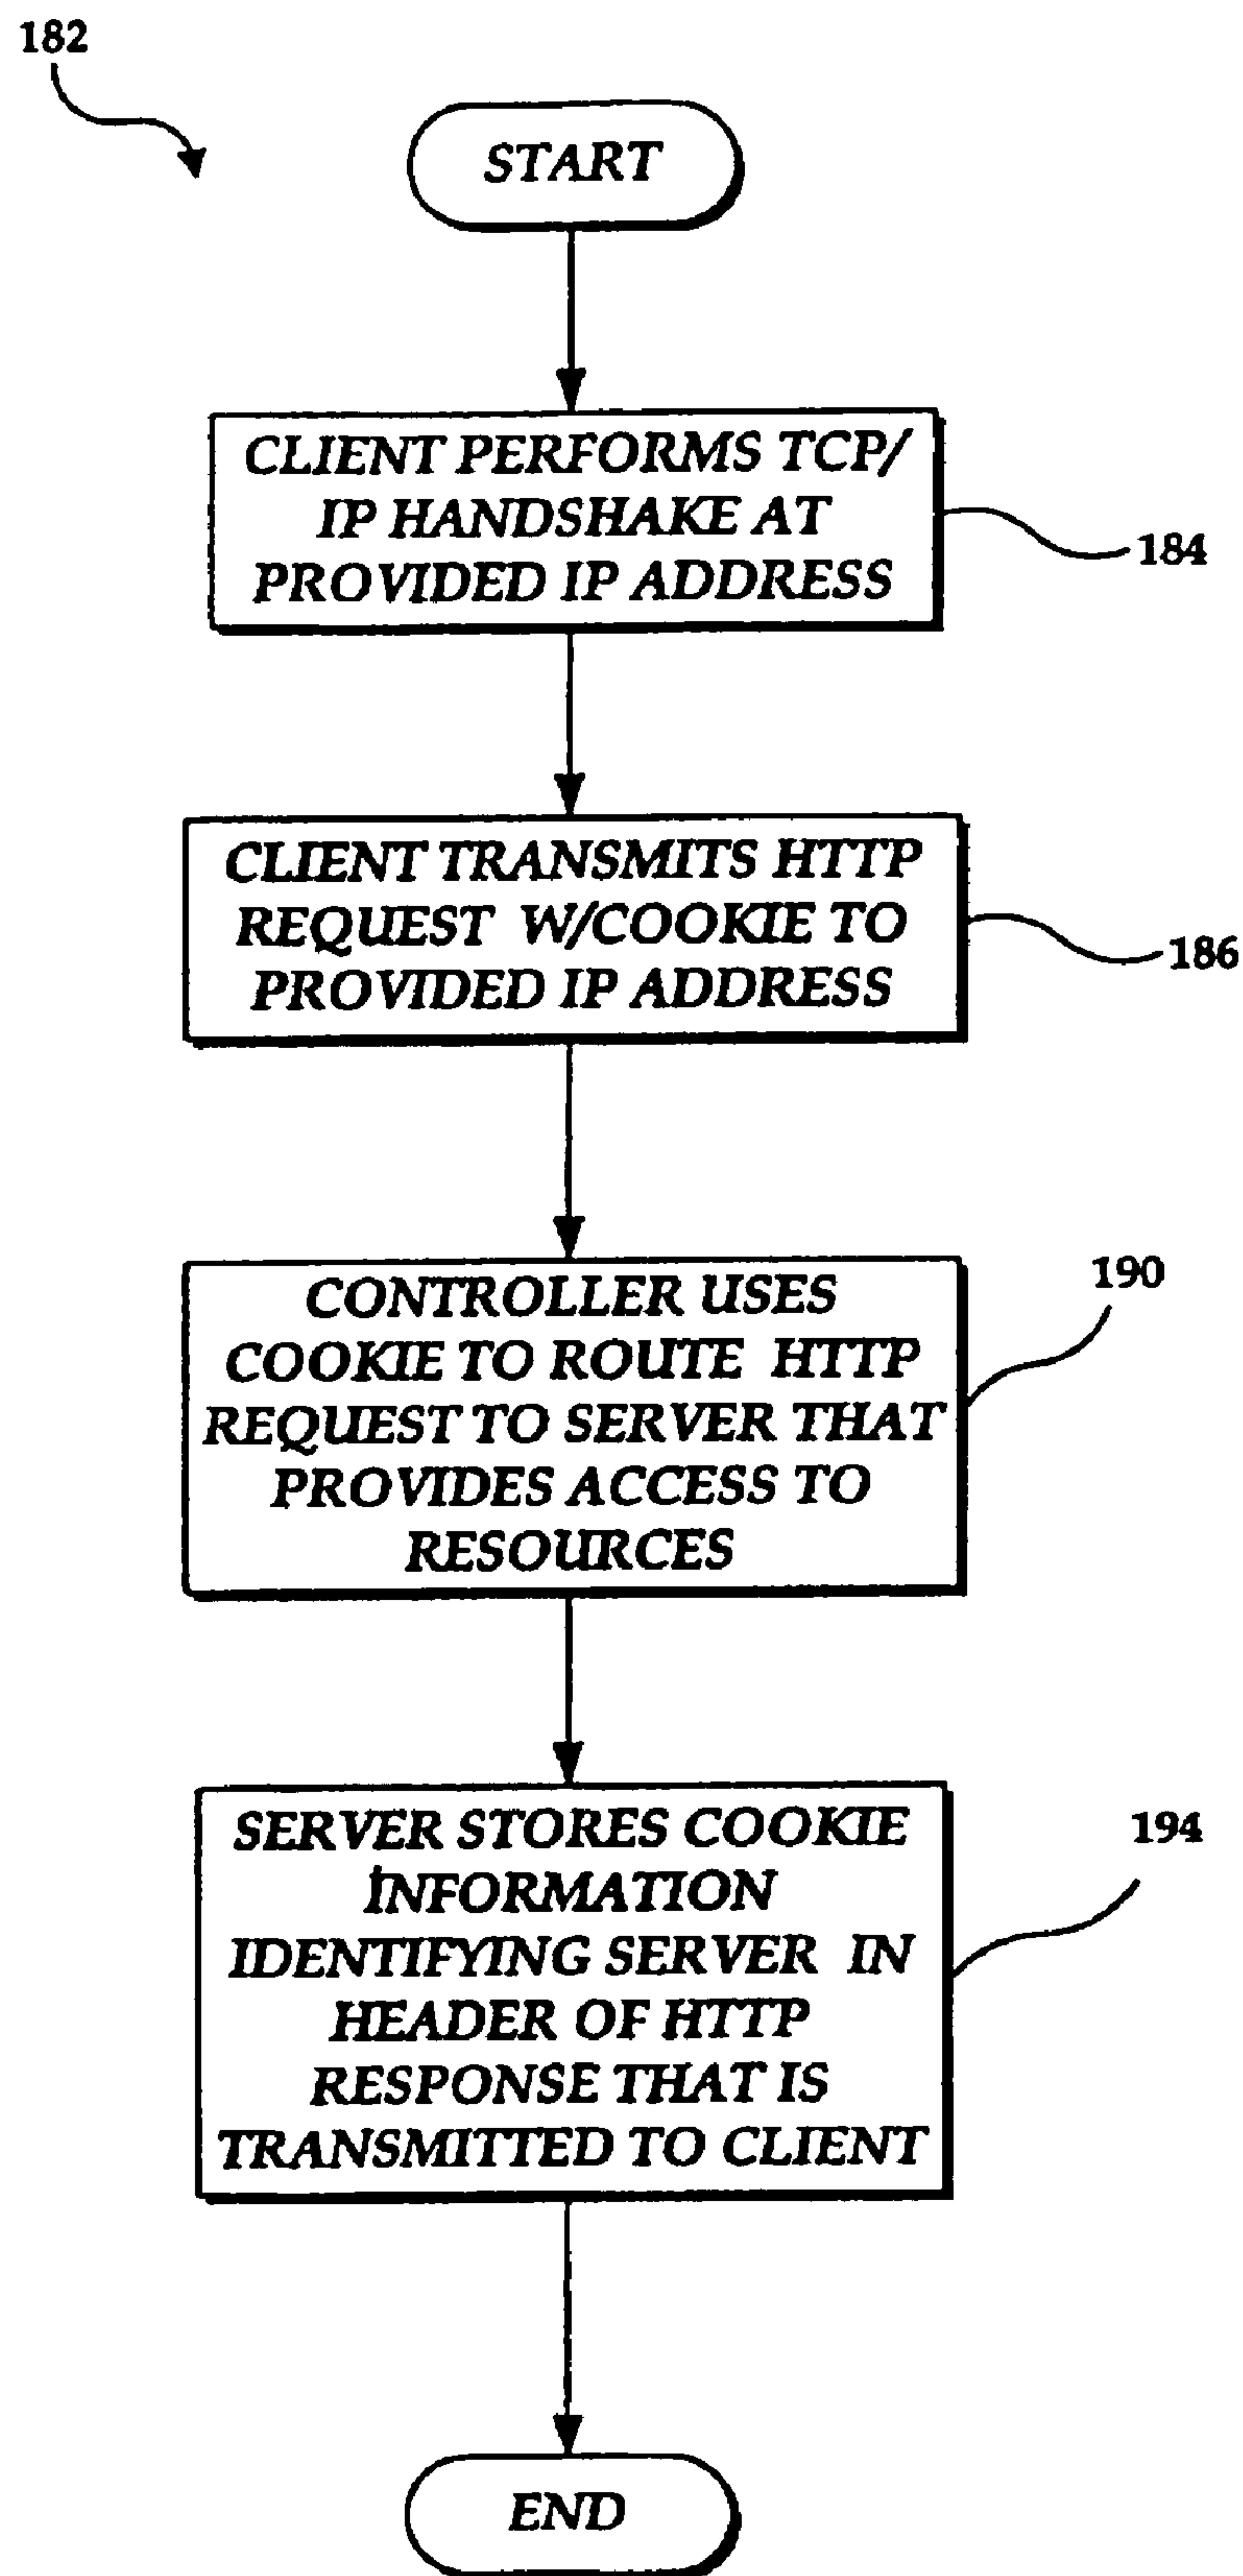 182
START
CLIENT PERFORMS TCP/
IP HANDSHAKE AT
PROVIDED IP ADDRESS
184
CLIENT TRANSMITS HTTP
REQUEST W/COOKIE TO
PROVIDED IP ADDRESS
186
CONTROLLER USES
COOKIE TO ROUTE HTTP
REQUEST TO SERVER THAT
PROVIDES ACCESS TO
RESOURCES
190
SERVER STORES COOKIE
INFORMATION
IDENTIFYING SERVER IN
HEADER OF HTTP
RESPONSE THAT IS
TRANSMITTED TO CLIENT
194
END